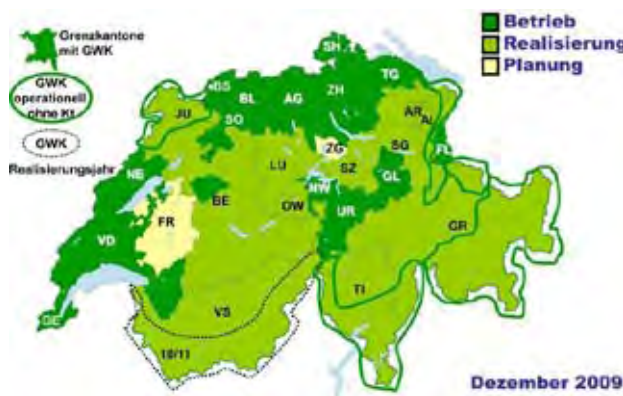 Grenzkantone
mit GWK
GWK
operationell
ohne Kt
GWK
Realisierungsjahr
Betrieb
Realisierung
Planung
SH
BS
BL
AG
ZH
TG
JU
SO
AR
AI
ZG
SG
LU
SZ
FL
NE
NW
GL
BE
OW
UR
FR
GR
VD
TI
VS
GE
10/11
Dezember 2009